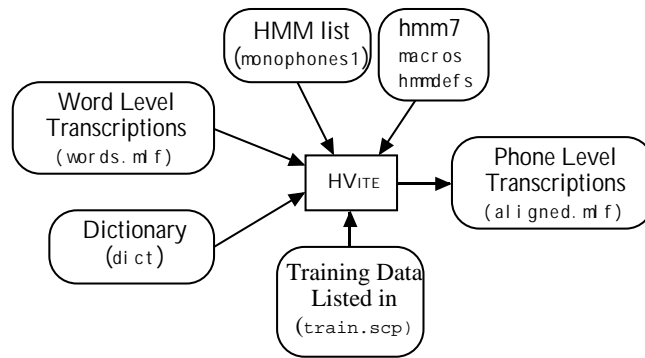 HMM list
(monophones1)
hmm7
macros
hmmdefs
Word Level
Transcriptions
(words.mlf)
HVITE
Phone Level
Transcriptions
(aligned.mlf)
Dictionary
(dict)
Training Data
Listed in
(train.scp)